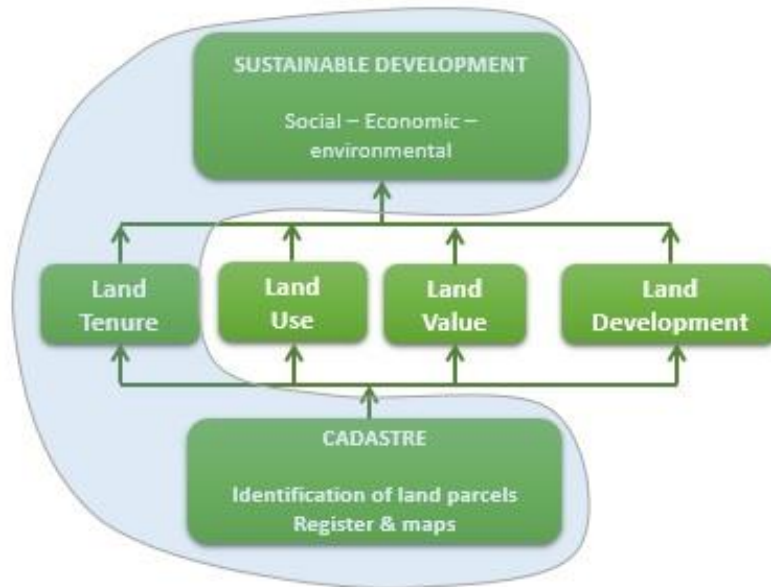 SUSTAINABLE DEVELOPMENT
Social – Economic –
environmental
Land
Tenure
Land
Use
Land
Value
Land
Development
CADASTRE
Identification of land parcels
Register & maps